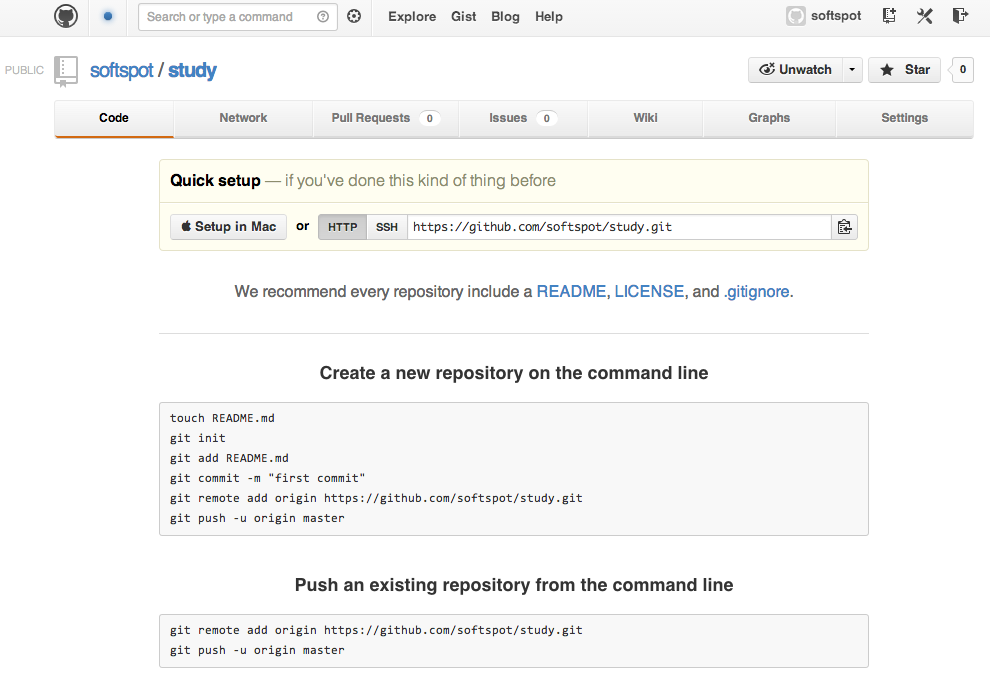 Search or type a command
Explore Gist Blog Help
softspot
PUBLIC
softspot / study
Unwatch
Star 0
Code Network Pull Requests 0 Issues 0 Wiki Graphs Settings
Quick setup — if you've done this kind of thing before
Setup in Mac or HTTP SSH https://github.com/softspot/study.git
We recommend every repository include a README, LICENSE, and .gitignore.
Create a new repository on the command line
touch README.md
git init
git add README.md
git commit -m "first commit"
git remote add origin https://github.com/softspot/study.git
git push -u origin master
Push an existing repository from the command line
git remote add origin https://github.com/softspot/study.git
git push -u origin master